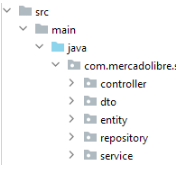 src
main
java
com.mercadolibre.s
controller
dto
entity
repository
service